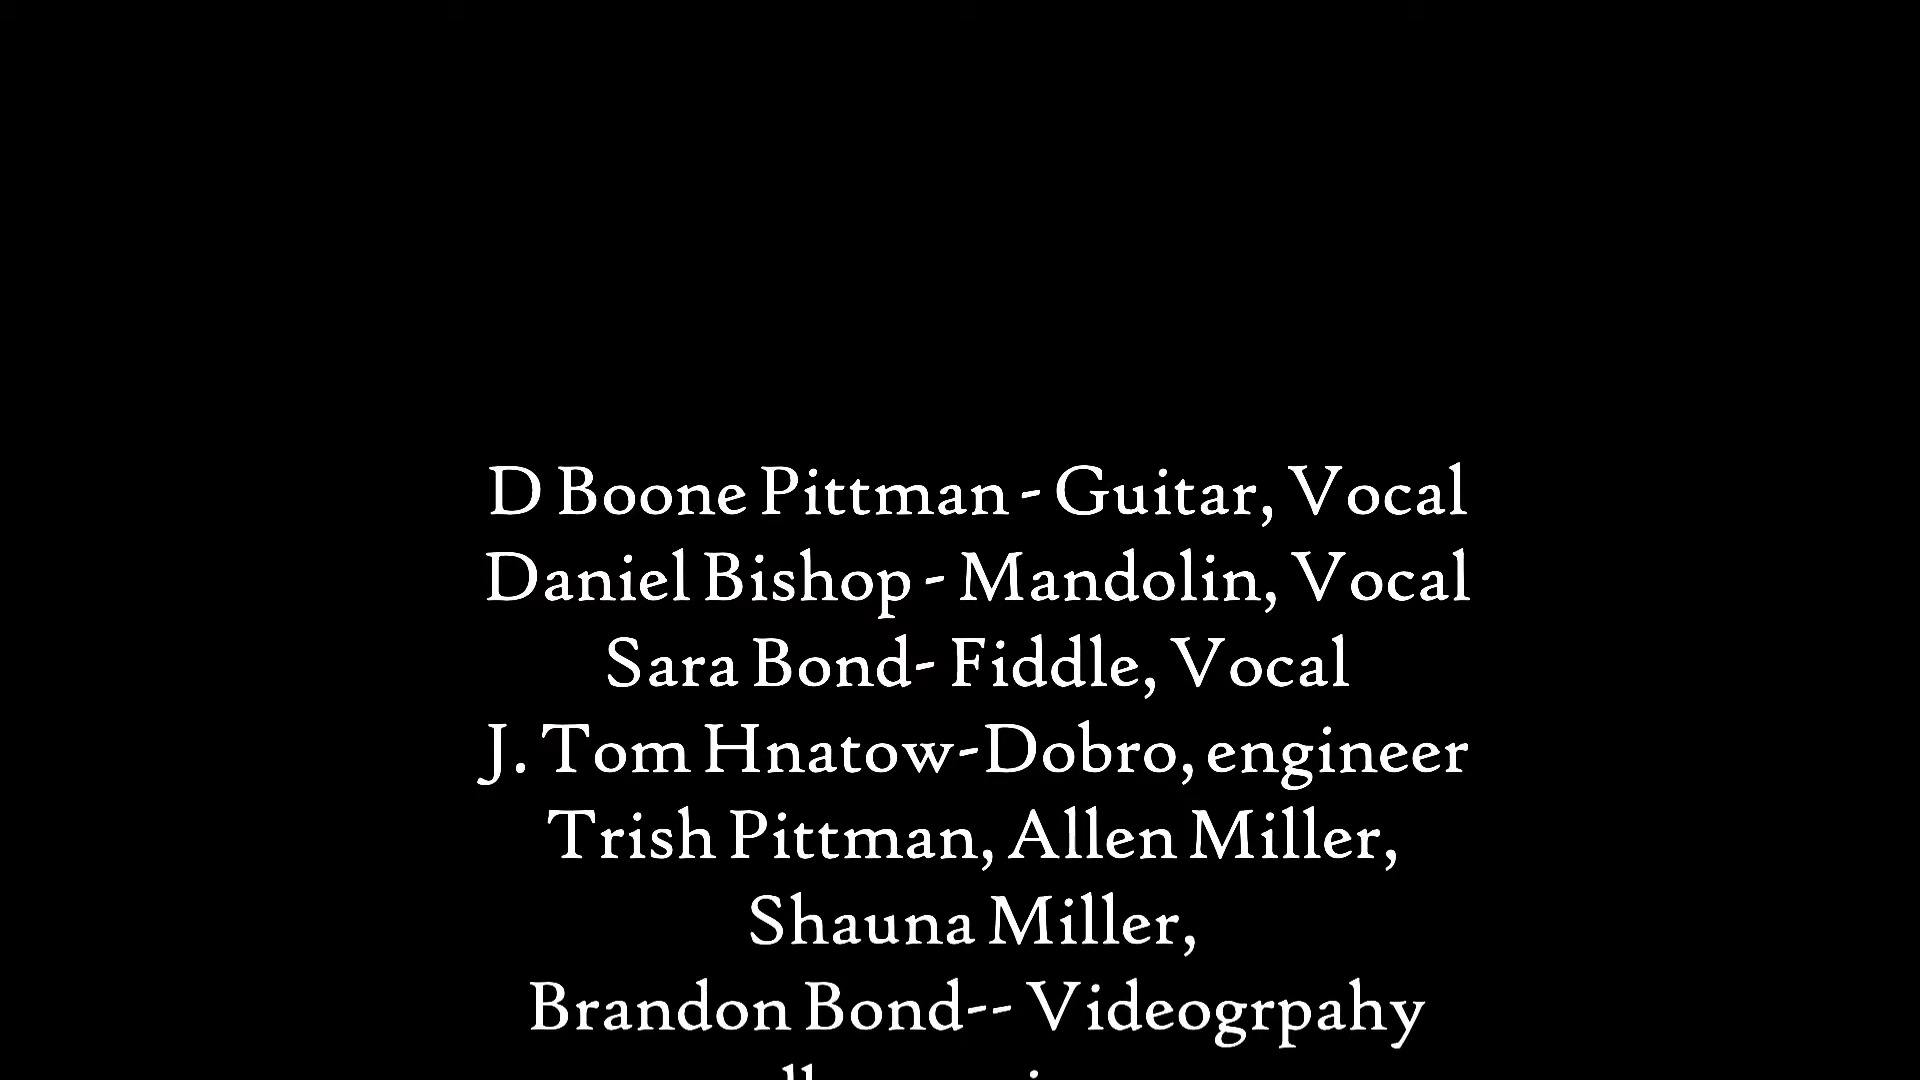 D Boone Pittman - Guitar, Vocal
Daniel Bishop - Mandolin, Vocal
Sara Bond- Fiddle, Vocal
J. Tom Hnatow-Dobro, engineer
Trish Pittman, Allen Miller,
Shauna Miller,
Brandon Bond-- Videogrpahy